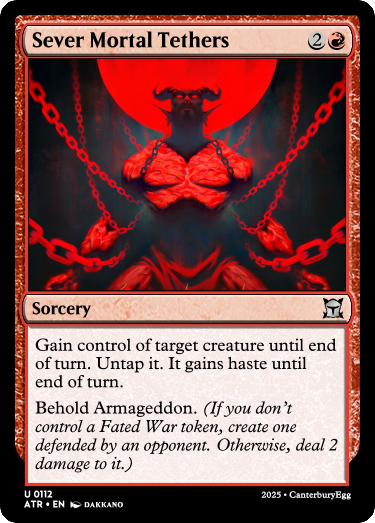 Sever Mortal Tethers 2
Sorcery
Gain control of target creature until end
of turn. Untap it. It gains haste until
end of turn.
Behold Armageddon. (If you don't
control a Fated War token, create one
defended by an opponent. Otherwise, deal 2
damage to it.)
U 0112
ATR • EN DAKKANO
2025 • CanterburyEgg